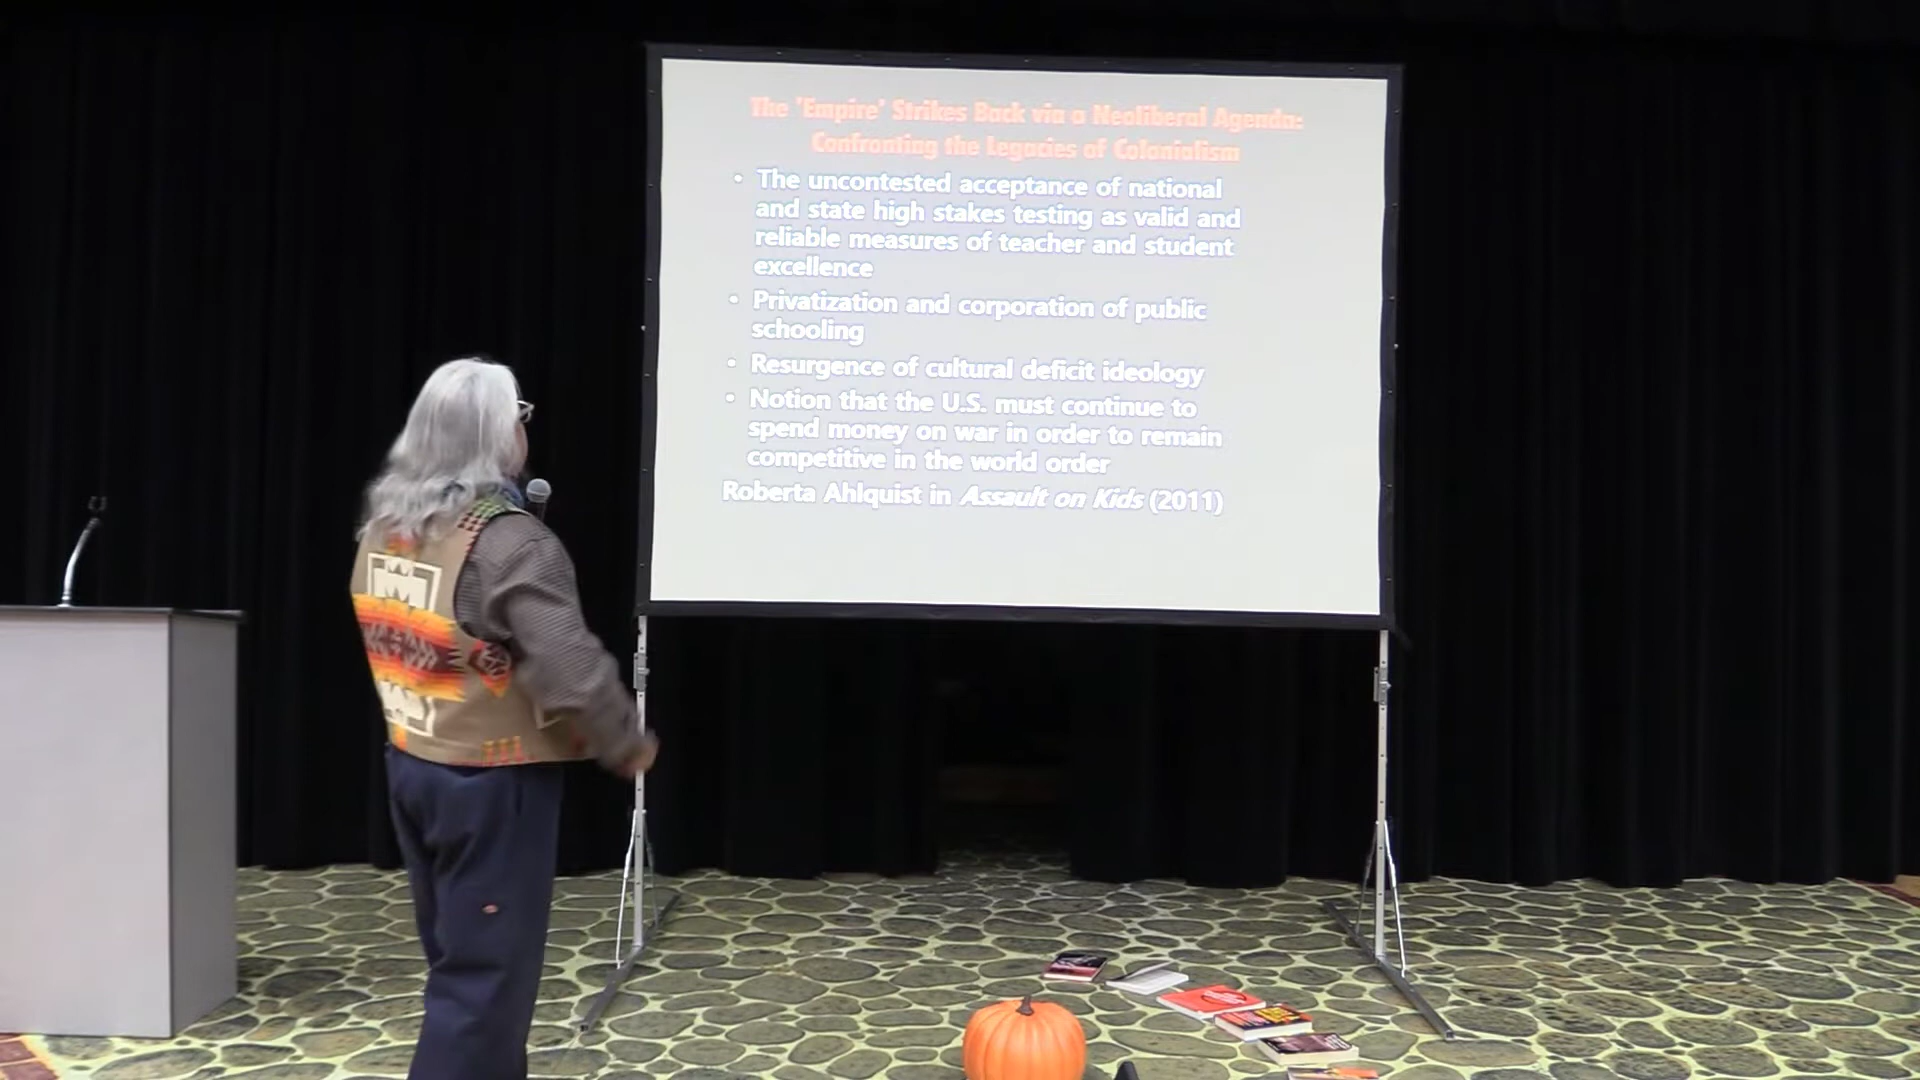 The 'Empire' Strikes Back via a Neoliberal Agenda:
Confronting the Legacies of Colonialism
• The uncontested acceptance of national
and state high stakes testing as valid and
reliable measures of teacher and student
excellence
• Privatization and corporation of public
schooling
• Resurgence of cultural deficit ideology
• Notion that the U.S. must continue to
spend money on war in order to remain
competitive in the world order
Roberta Ahlquist in Assault on Kids (2011)